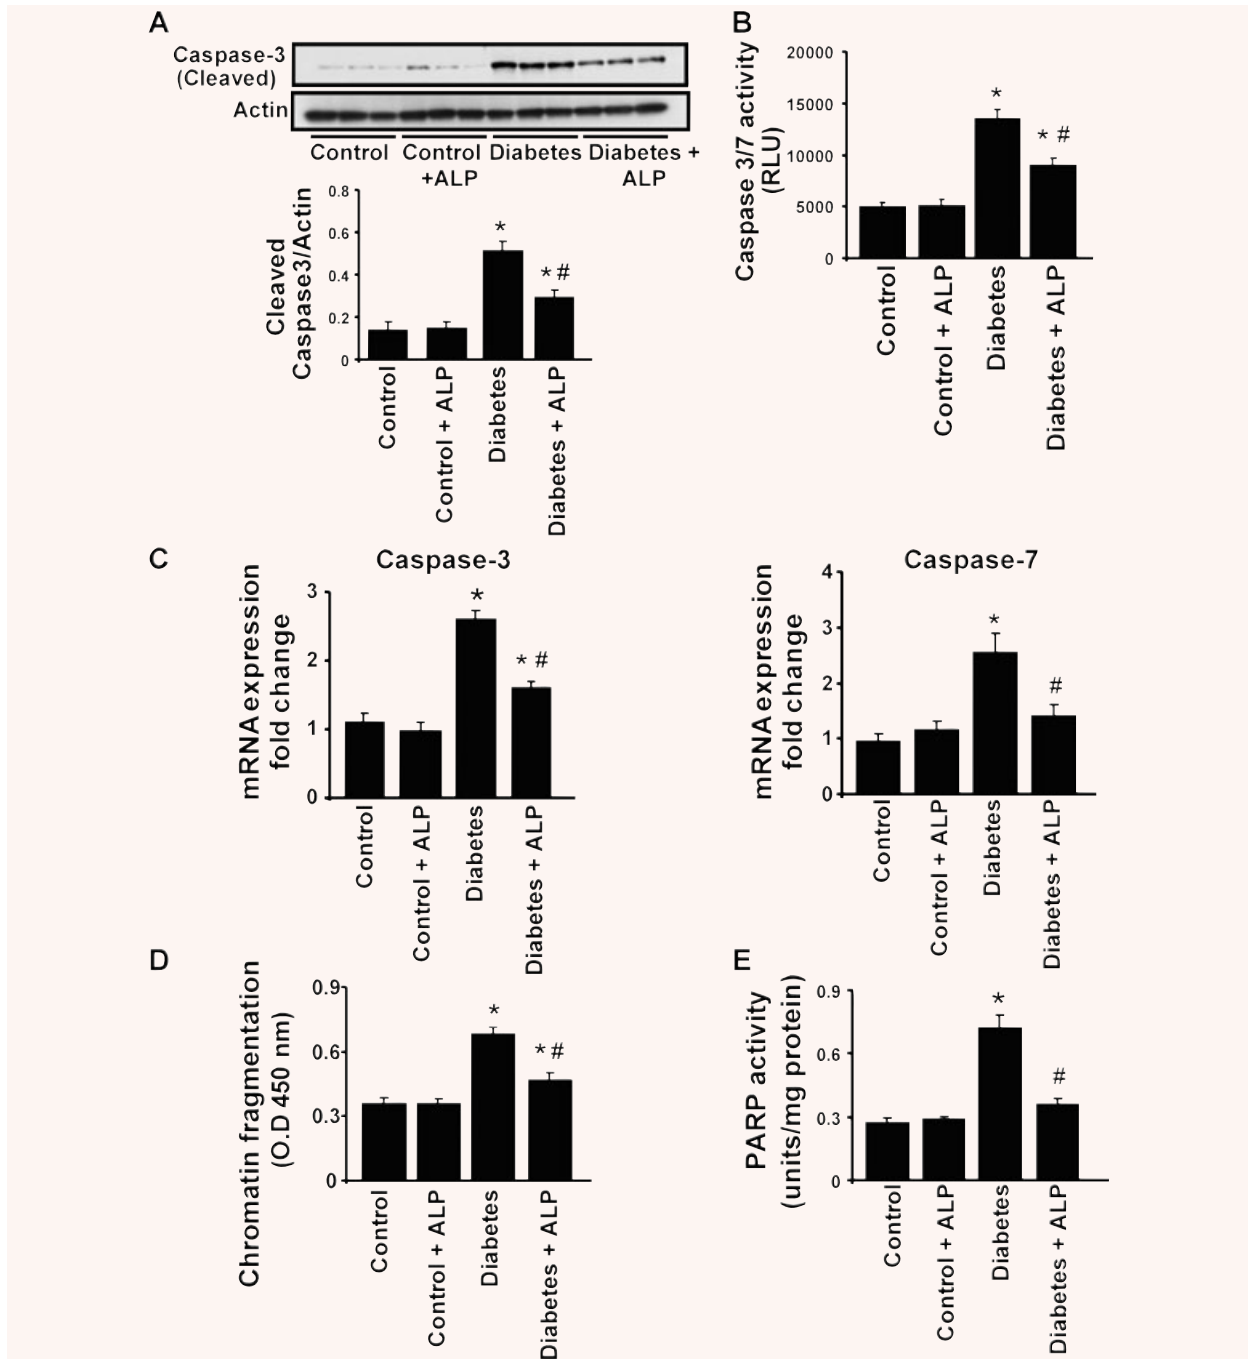 A
Caspase-3
(Cleaved)
Actin
Control
Control
+ALP
Diabetes
Diabetes +
ALP
Cleaved
Caspase3/Actin
0.8
0.6
0.4
0.2
0
*
* #
Control
Control + ALP
Diabetes
Diabetes + ALP
B
Caspase 3/7 activity
(RLU)
20000
15000
10000
5000
0
*
* #
Control
Control + ALP
Diabetes
Diabetes + ALP
C
Caspase-3
mRNA expression
fold change
3
2
1
0
*
* #
Control
Control + ALP
Diabetes
Diabetes + ALP
Caspase-7
mRNA expression
fold change
4
3
2
1
0
*
#
Control
Control + ALP
Diabetes
Diabetes + ALP
D
Chromatin fragmentation
(O.D 450 nm)
0.9
0.6
0.3
0
*
* #
Control
Control + ALP
Diabetes
Diabetes + ALP
E
PARP activity
(units/mg protein)
0.9
0.6
0.3
0
*
#
Control
Control + ALP
Diabetes
Diabetes + ALP